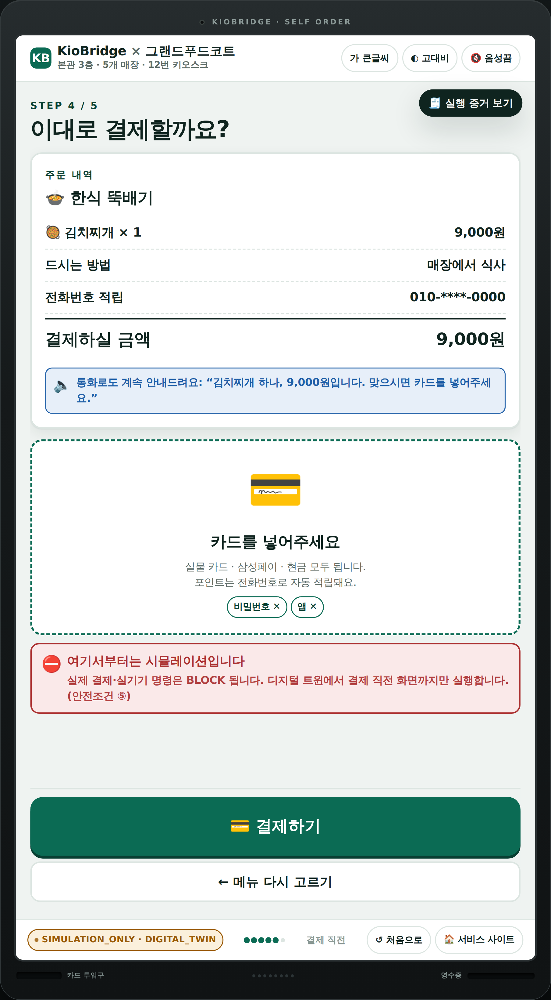 KIOBRIDGE · SELF ORDER
KB
KioBridge × 그랜드푸드코트
본관 3층 · 5개 매장 · 12번 키오스크
가 큰글씨
◐ 고대비
🔇 음성끔
STEP 4 / 5
🧾 실행 증거 보기
이대로 결제할까요?
주문 내역
🍲 한식 뚝배기
🥘 김치찌개 × 1 9,000원
드시는 방법 매장에서 식사
전화번호 적립 010-****-0000
결제하실 금액 9,000원
🔈 통화로도 계속 안내드려요: “김치찌개 하나, 9,000원입니다. 맞으시면 카드를 넣어주세
요.”
카드를 넣어주세요
실물 카드 · 삼성페이 · 현금 모두 됩니다.
포인트는 전화번호로 자동 적립돼요.
비밀번호 ✕ 앱 ✕
⛔ 여기서부터는 시뮬레이션입니다
실제 결제·실기기 명령은 BLOCK 됩니다. 디지털 트윈에서 결제 직전 화면까지만 실행합니다.
(안전조건 ⑤)
💳 결제하기
← 메뉴 다시 고르기
SIMULATION_ONLY · DIGITAL_TWIN
결제 직전
↺ 처음으로
🏠 서비스 사이트
카드 투입구
영수증